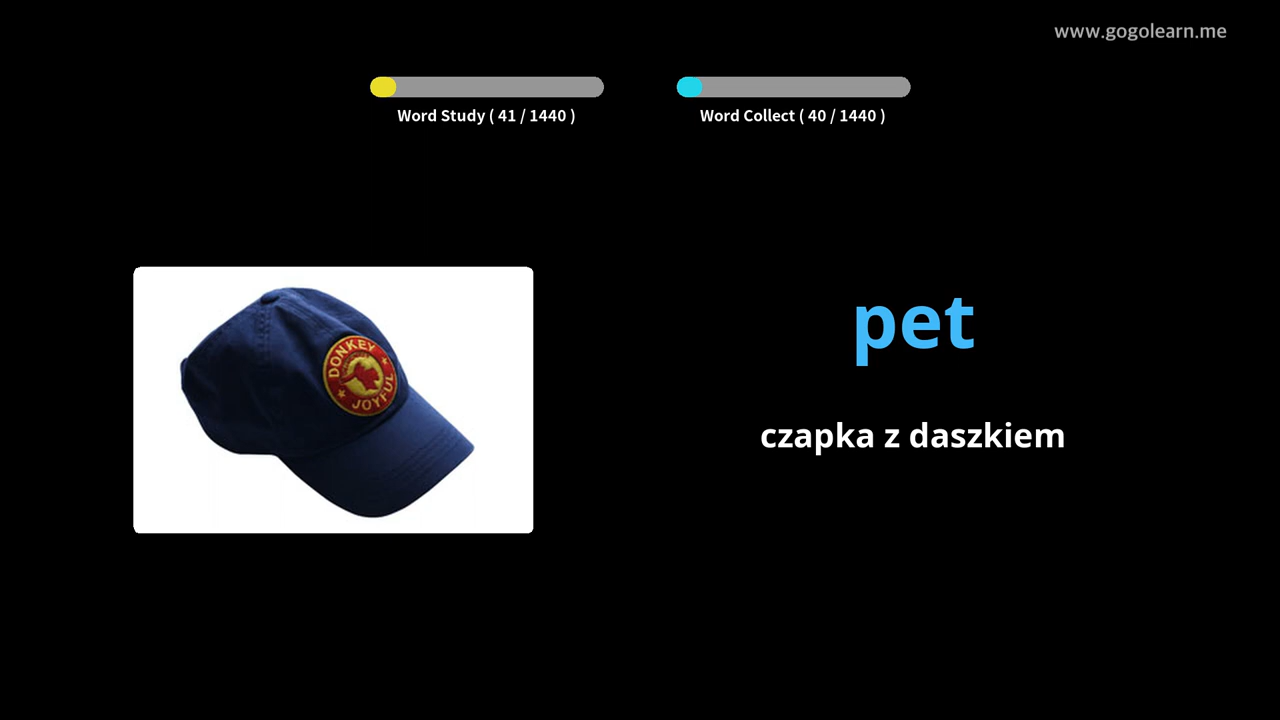 www.gogolearn.me
Word Study ( 41 / 1440 )
Word Collect ( 40 / 1440 )
DONKEY
JOYFUL
pet
czapka z daszkiem